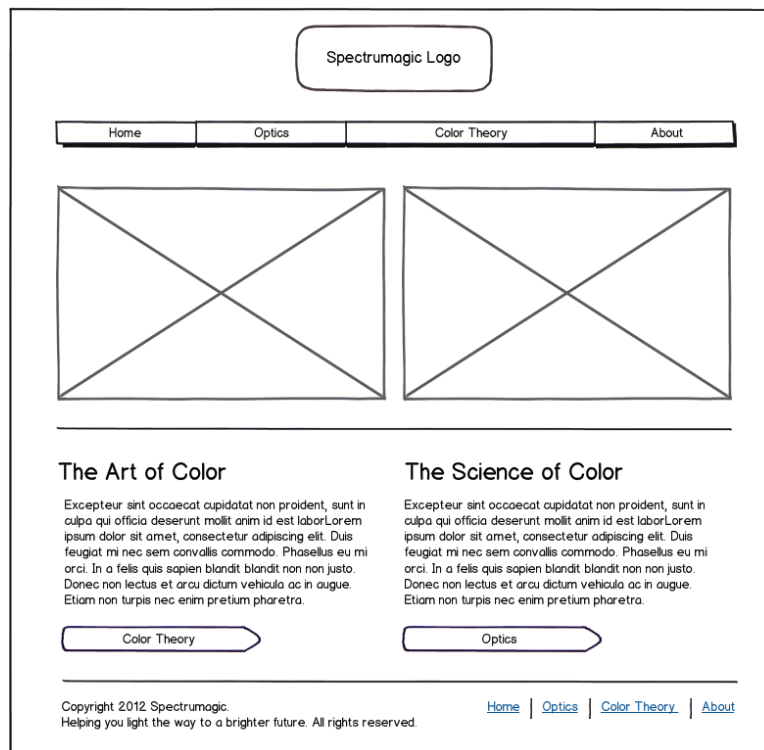 Spectrumagic Logo
Home Optics Color Theory About
The Art of Color
Excepteur sint occaecat cupidatat non proident, sunt in
culpa qui officia deserunt mollit anim id est laborLorem
ipsum dolor sit amet, consectetur adipiscing elit. Duis
feugiat mi nec sem convallis commodo. Phasellus eu mi
orci. In a felis quis sapien blandit blandit non non justo.
Donec non lectus et arcu dictum vehicula ac in augue.
Etiam non turpis nec enim pretium pharetra.
Color Theory
The Science of Color
Excepteur sint occaecat cupidatat non proident, sunt in
culpa qui officia deserunt mollit anim id est laborLorem
ipsum dolor sit amet, consectetur adipiscing elit. Duis
feugiat mi nec sem convallis commodo. Phasellus eu mi
orci. In a felis quis sapien blandit blandit non non justo.
Donec non lectus et arcu dictum vehicula ac in augue.
Etiam non turpis nec enim pretium pharetra.
Optics
Copyright 2012 Spectrumagic.
Helping you light the way to a brighter future. All rights reserved.
Home | Optics | Color Theory | About